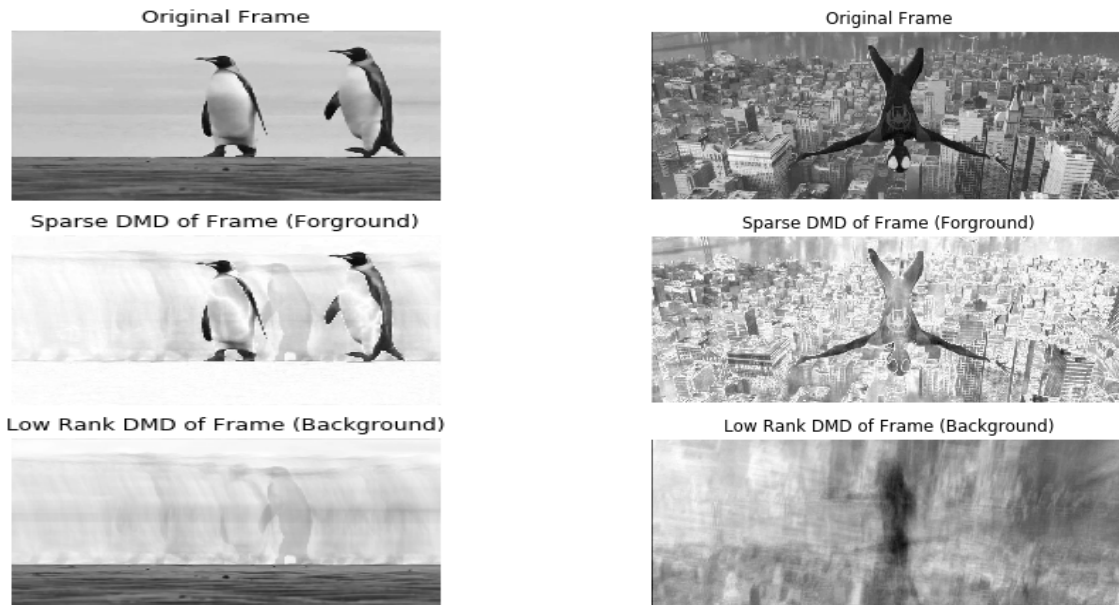 Original Frame
Sparse DMD of Frame (Forground)
Low Rank DMD of Frame (Background)
Original Frame
Sparse DMD of Frame (Forground)
Low Rank DMD of Frame (Background)